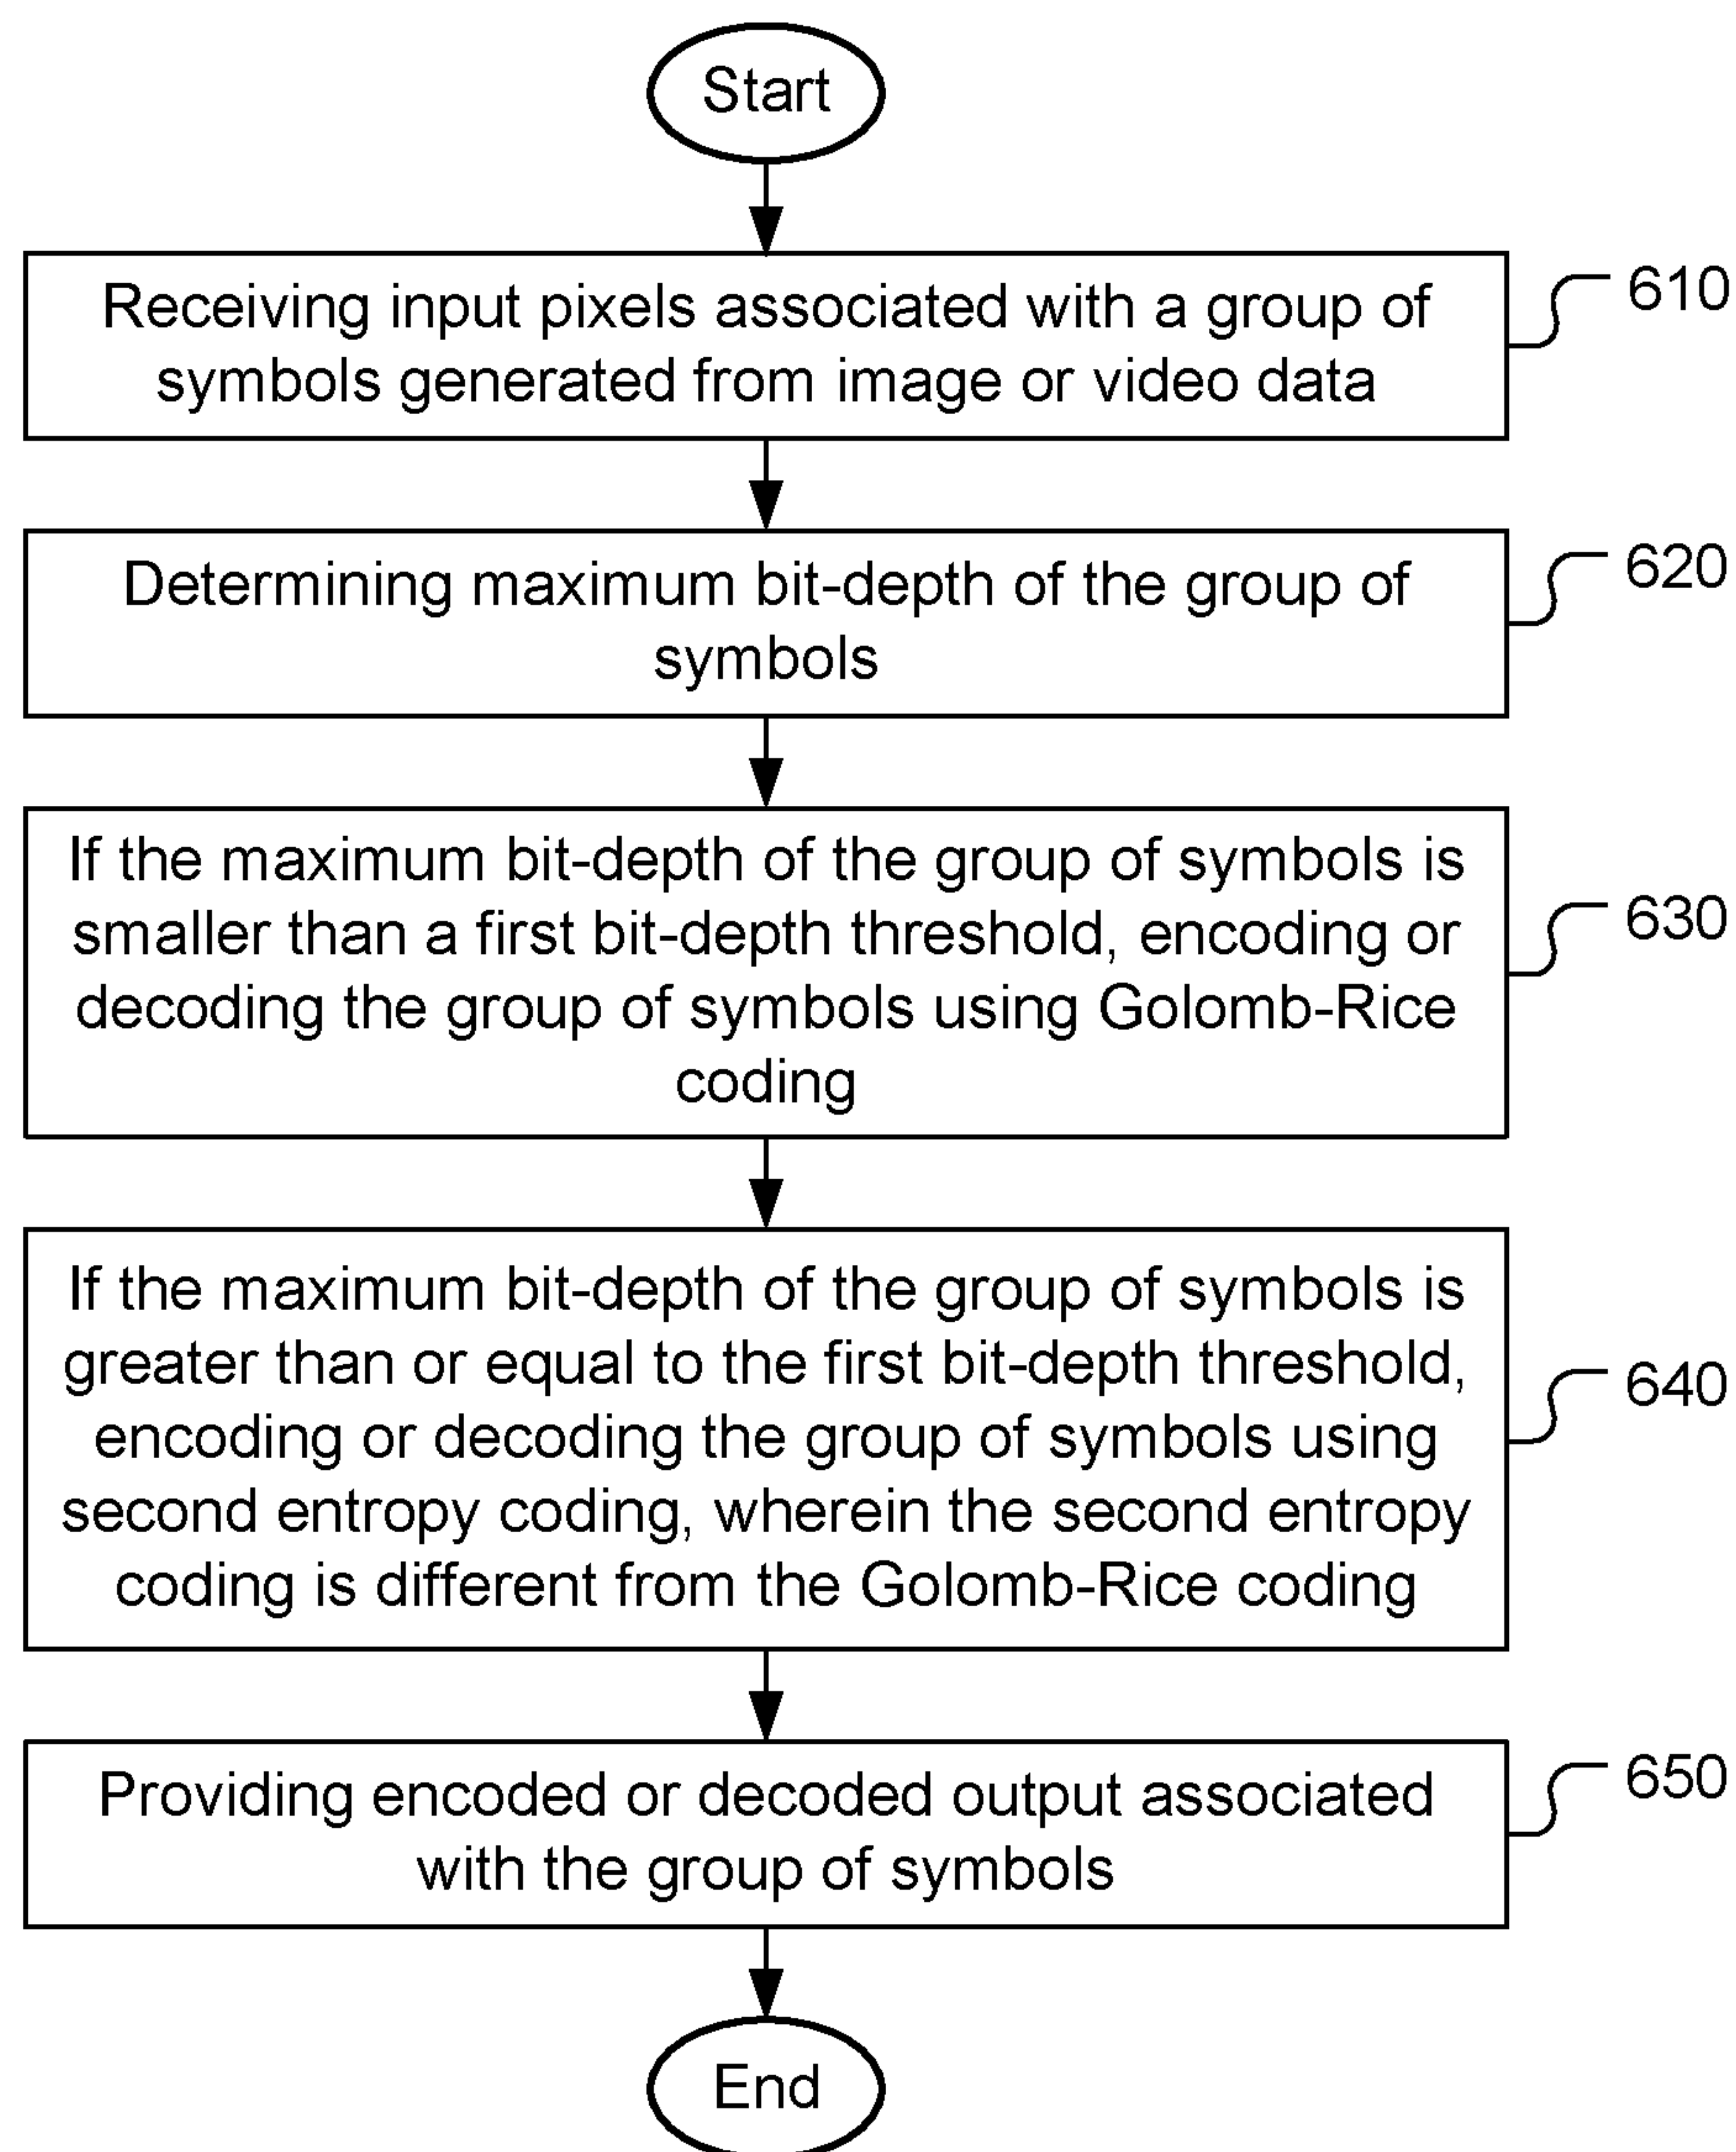 Start
Receiving input pixels associated with a group of
symbols generated from image or video data
610
Determining maximum bit-depth of the group of
symbols
620
If the maximum bit-depth of the group of symbols is
smaller than a first bit-depth threshold, encoding or
decoding the group of symbols using Golomb-Rice
coding
630
If the maximum bit-depth of the group of symbols is
greater than or equal to the first bit-depth threshold,
encoding or decoding the group of symbols using
second entropy coding, wherein the second entropy
coding is different from the Golomb-Rice coding
640
Providing encoded or decoded output associated
with the group of symbols
650
End